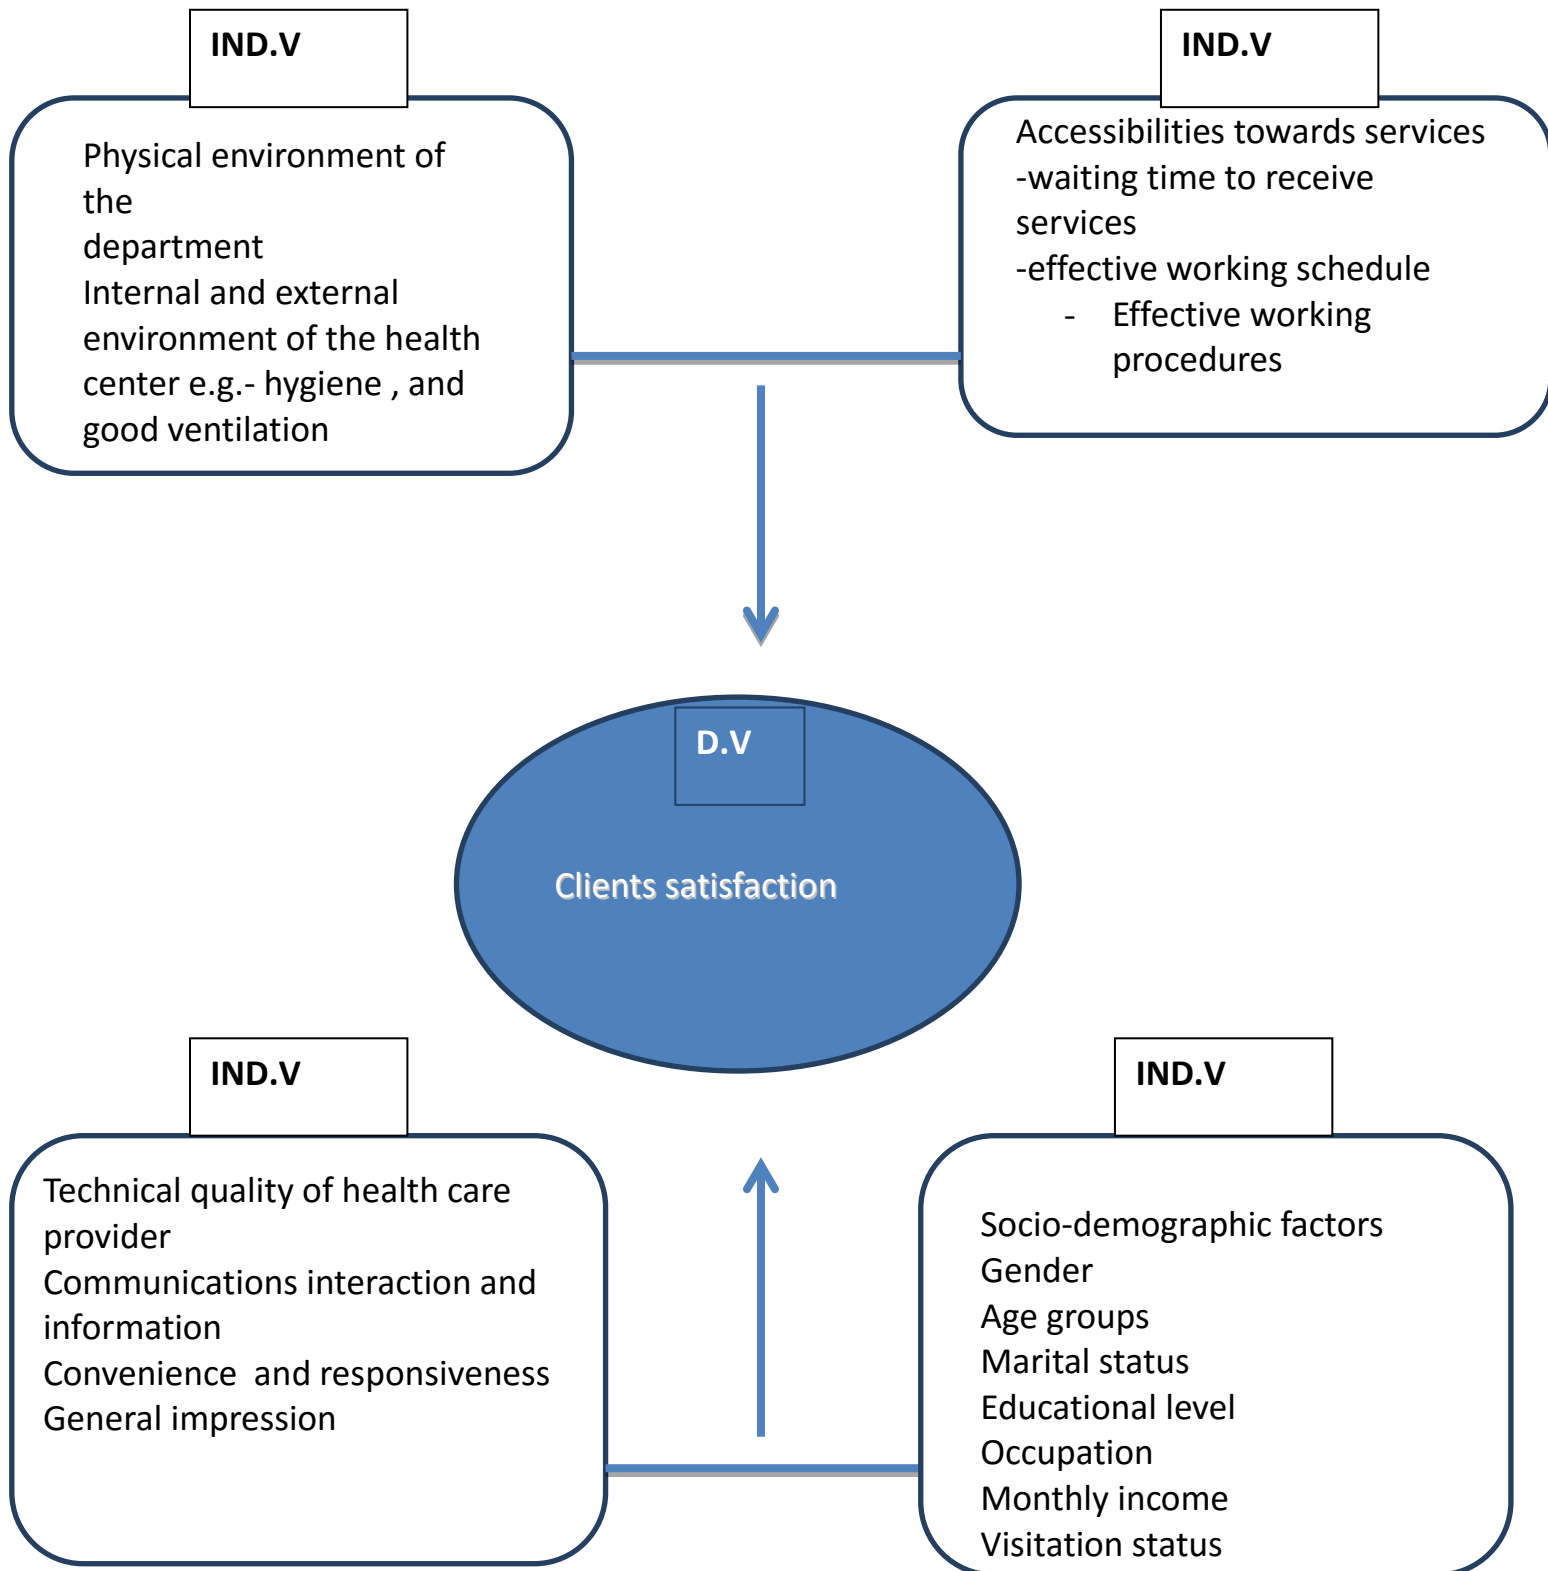 IND.V
Physical environment of
the
department
Internal and external
environment of the health
center e.g.- hygiene , and
good ventilation
IND.V
Accessibilities towards services
-waiting time to receive
services
-effective working schedule
- Effective working
procedures
D.V
Clients satisfaction
IND.V
Technical quality of health care
provider
Communications interaction and
information
Convenience  and responsiveness
General impression
IND.V
Socio-demographic factors
Gender
Age groups
Marital status
Educational level
Occupation
Monthly income
Visitation status